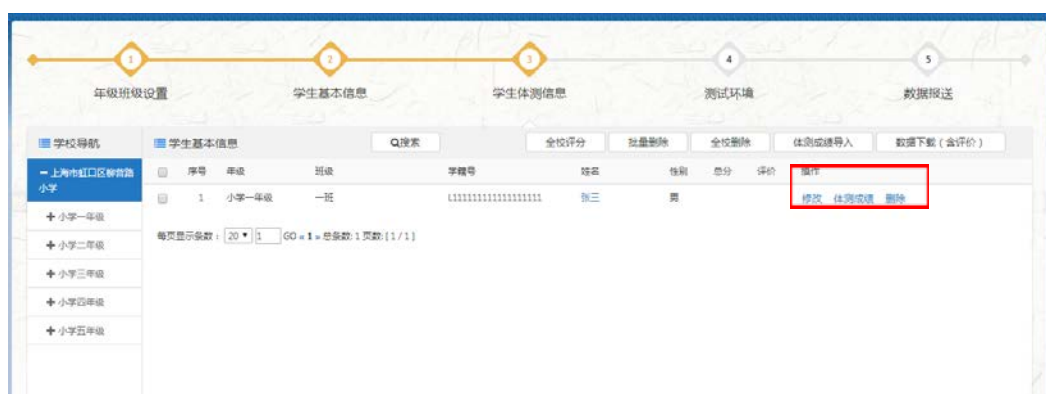 1 2 3 4 5
年级班级设置 学生基本信息 学生体测信息 测试环境 数据报送
学校导航 学生基本信息 搜索 全校评分 批量删除 全校删除 体测成绩导入 数据下载(含评价)
上海市虹口区柳营路
小学
序号 年级 班级 学籍号 姓名 性别 总分 评价 操作
1 小学一年级 一班 L1111111111111111111 张三 男 修改 体测成绩 删除
小学一年级
每页显示条数: 20 1 GO « 1 » 总条数:1 页数:[1/1]
小学二年级
小学三年级
小学四年级
小学五年级